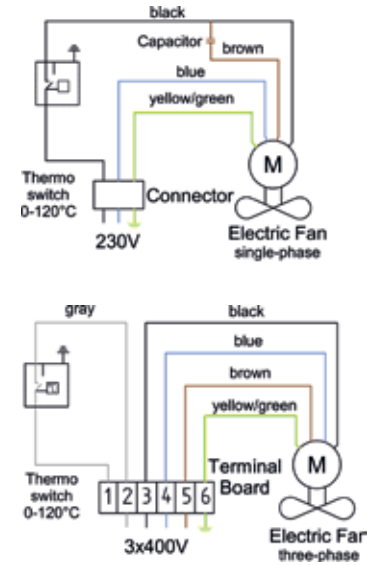 black
Capacitor
brown
blue
yellow/green
M
Thermo
switch
0-120°C
Connector
230V
Electric Fan
single-phase
gray
black
blue
brown
yellow/green
M
Thermo
switch
0-120°C
1 2 3 4 5 6
Terminal
Board
3x400V
Electric Fan
three-phase